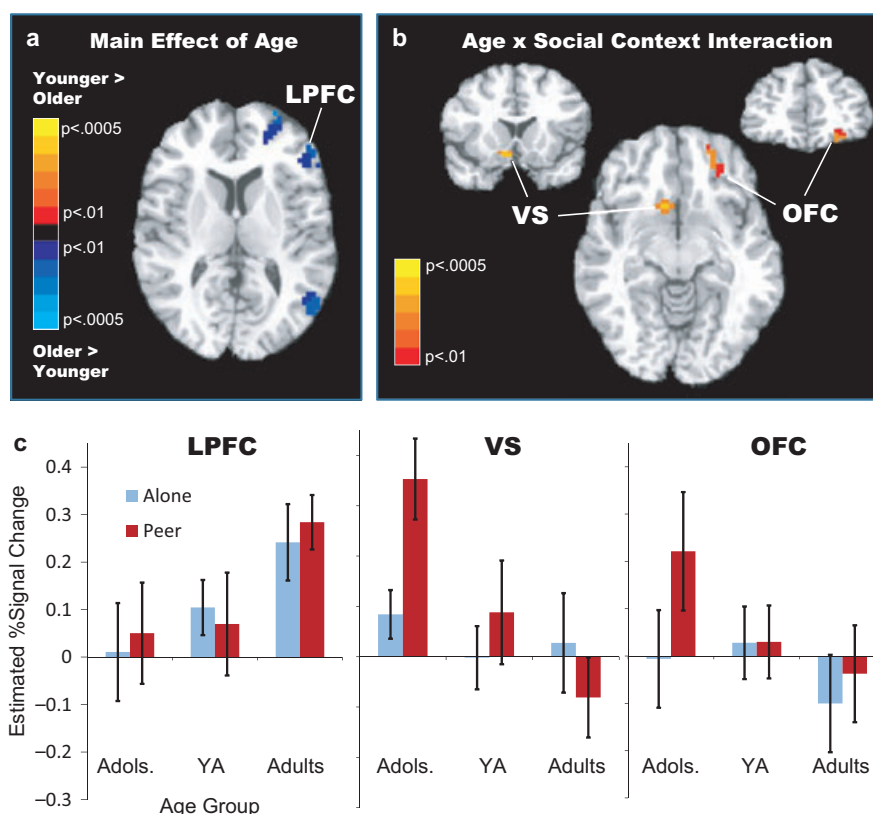 a Main Effect of Age
Younger >
Older
p<.0005
p<.01
p<.01
p<.0005
Older >
Younger
LPFC
b Age x Social Context Interaction
VS
OFC
p<.0005
p<.01
c LPFC VS OFC
Estimated %Signal Change
0.4
0.3
0.2
0.1
0
–0.1
–0.2
–0.3
Alone
Peer
Adols. YA Adults Adols. YA Adults Adols. YA Adults
Age Group